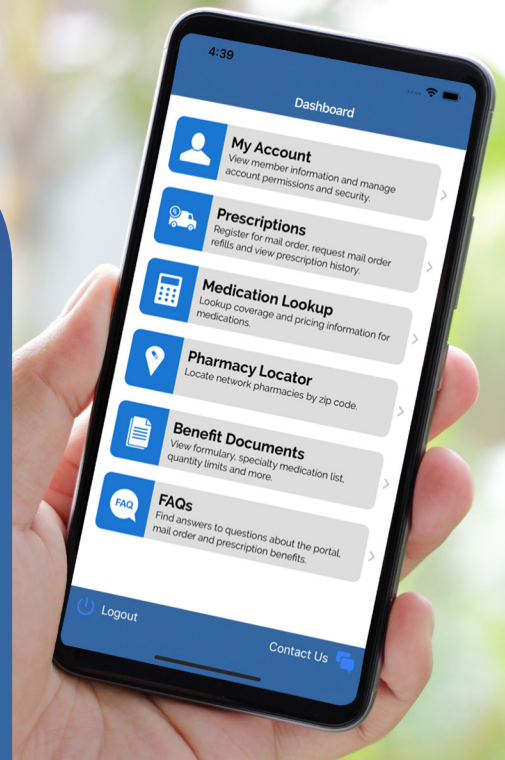 4:39
Dashboard
My Account
View member information and manage
account permissions and security.
Prescriptions
Register for mail order, request mail order
refills and view prescription history.
Medication Lookup
Lookup coverage and pricing information for
medications.
Pharmacy Locator
Locate network pharmacies by zip code.
Benefit Documents
View formulary, specialty medication list,
quantity limits and more.
FAQ
FAQs
Find answers to questions about the portal,
mail order and prescription benefits.
Logout
Contact Us